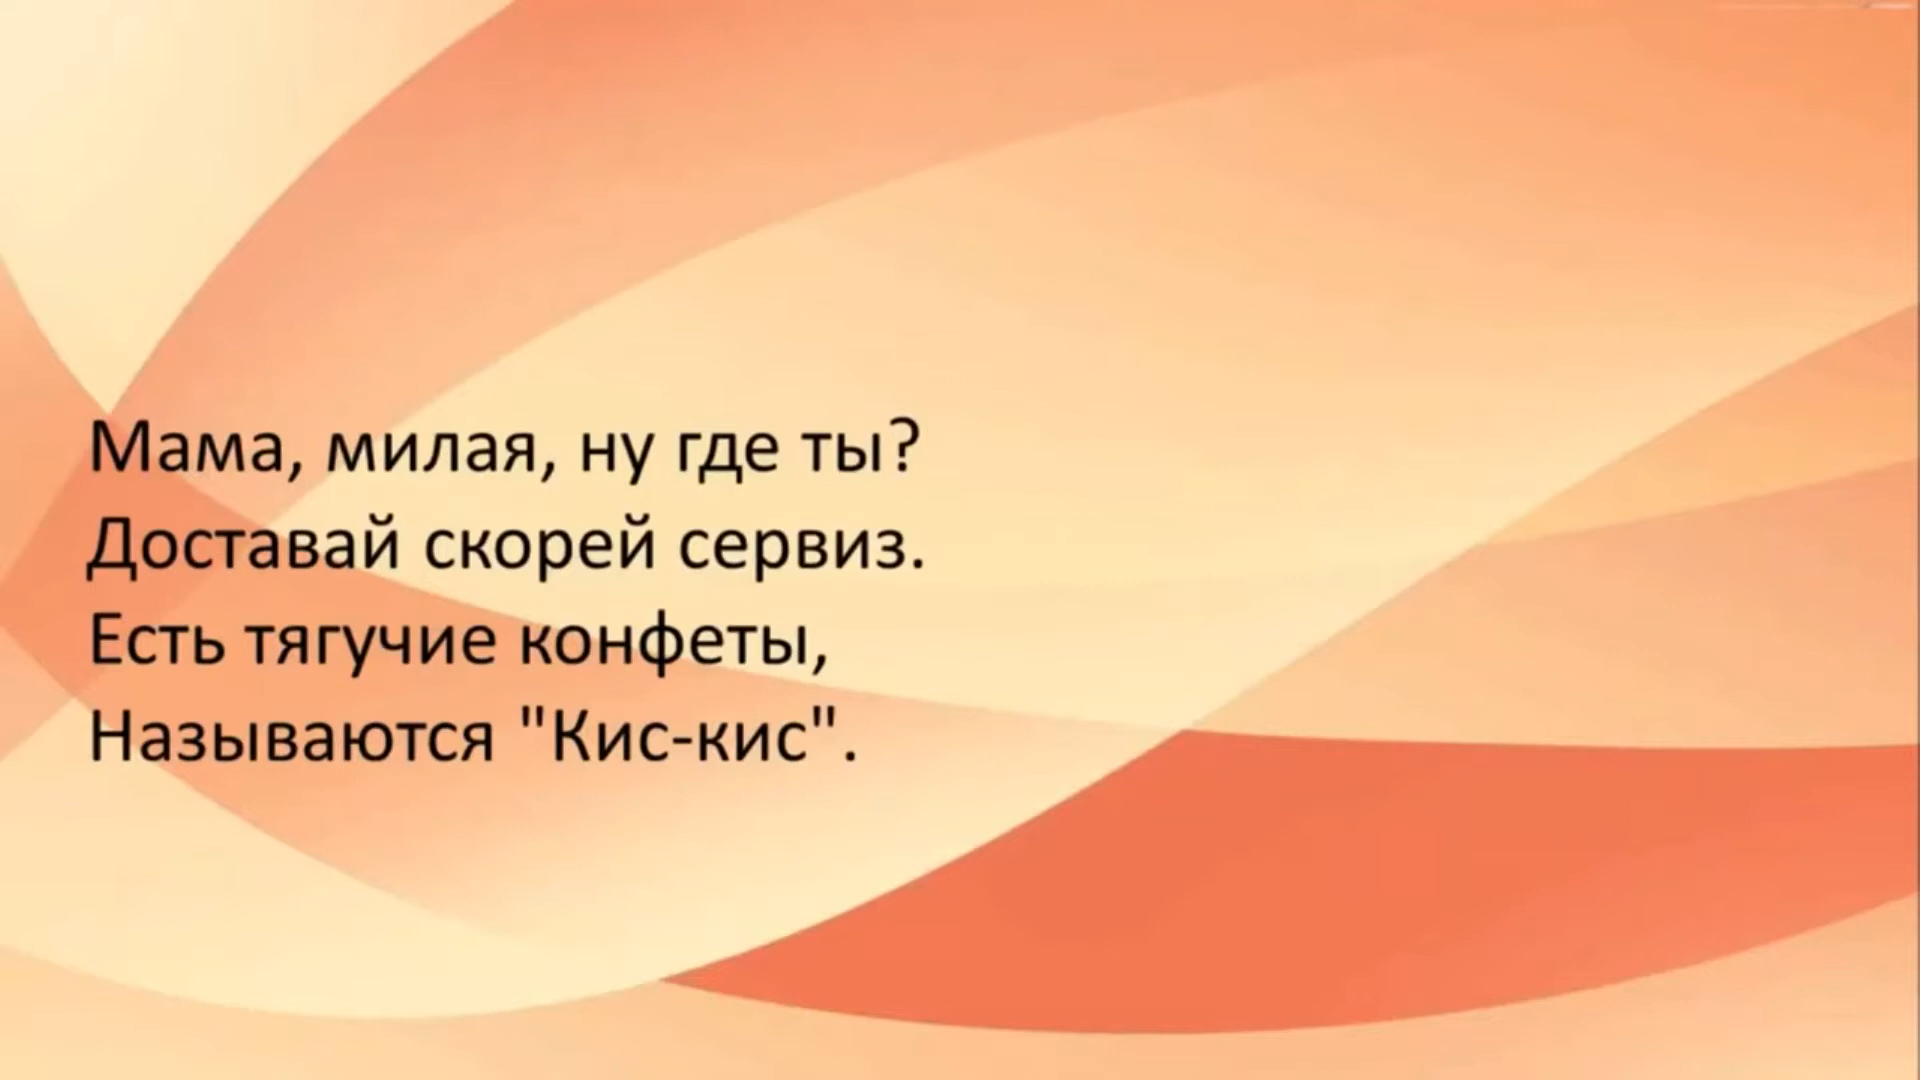 Мама, милая, ну где ты?
Доставай скорей сервиз.
Есть тягучие конфеты,
Называются "Кис-кис".